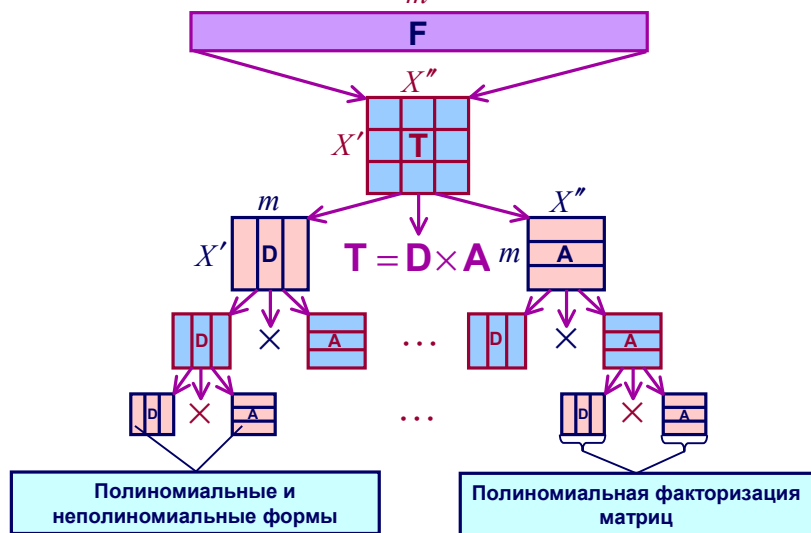 m
F
X″
X′ T
m X″
X′ D T = D × A m A
D × A ... D × A
D × A ... D × A
Полиномиальные и
неполиномиальные формы
Полиномиальная факторизация
матриц